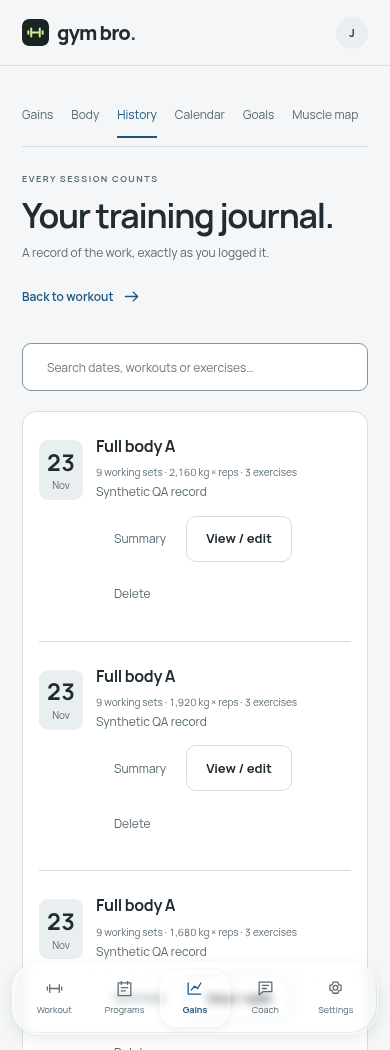 gym bro.
J
Gains Body History Calendar Goals Muscle map
EVERY SESSION COUNTS
Your training journal.
A record of the work, exactly as you logged it.
Back to workout
Search dates, workouts or exercises…
23
Nov
Full body A
9 working sets · 2,160 kg × reps · 3 exercises
Synthetic QA record
Summary View / edit
Delete
23
Nov
Full body A
9 working sets · 1,920 kg × reps · 3 exercises
Synthetic QA record
Summary View / edit
Delete
23
Nov
Full body A
9 working sets · 1,680 kg × reps · 3 exercises
Synthetic QA record
Workout Programs Gains Coach Settings